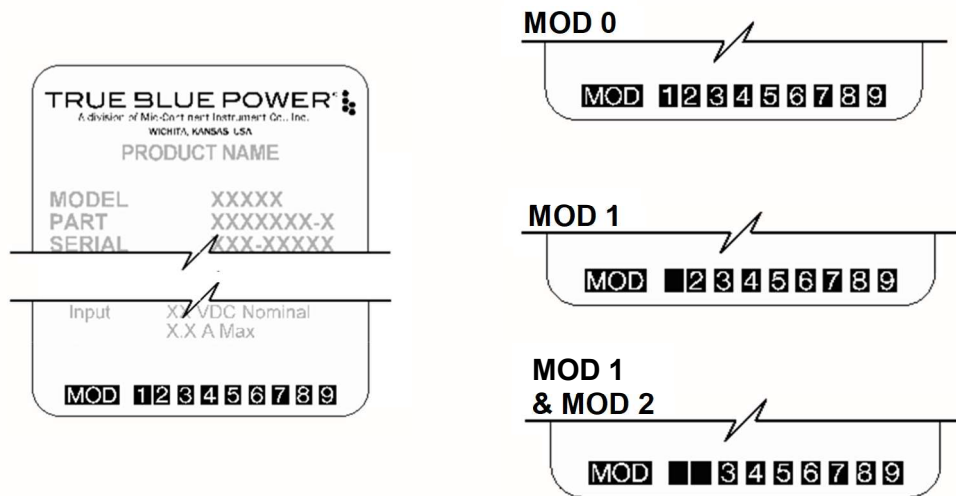 TRUE BLUE POWER®
A division of Mid-Continent Instrument Co., Inc.
WICHITA, KANSAS USA
PRODUCT NAME
MODEL XXXXX
PART XXXXXXX-X
SERIAL XXX-XXXXX
Input XX VDC Nominal
X.X A Max
MOD 1 2 3 4 5 6 7 8 9
MOD 0
MOD 1 2 3 4 5 6 7 8 9
MOD 1
MOD 2 3 4 5 6 7 8 9
MOD 1
& MOD 2
MOD 3 4 5 6 7 8 9